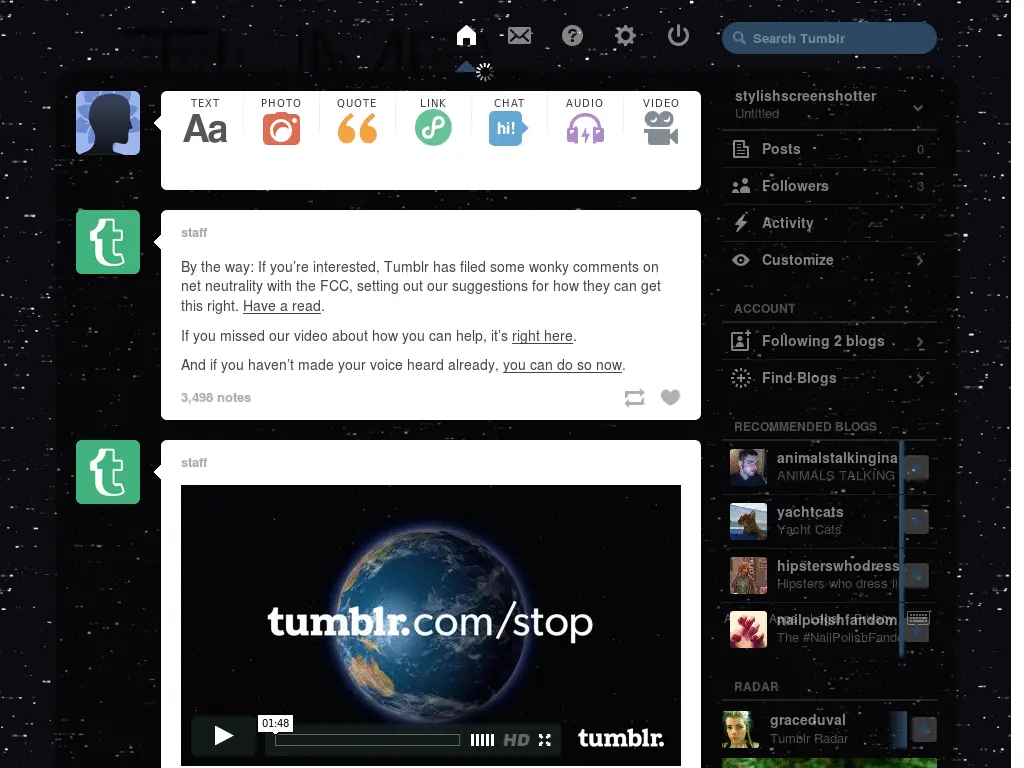 Search Tumblr
TEXT PHOTO QUOTE LINK CHAT AUDIO VIDEO
Aa hi!
stylishscreenshotter
Untitled
Posts 0
Followers 3
Activity
Customize
staff
By the way: If you’re interested, Tumblr has filed some wonky comments on
net neutrality with the FCC, setting out our suggestions for how they can get
this right. Have a read.
If you missed our video about how you can help, it’s right here.
And if you haven’t made your voice heard already, you can do so now.
3,498 notes
ACCOUNT
Following 2 blogs
Find Blogs
RECOMMENDED BLOGS
animalstalkingina
ANIMALS TALKING
yachtcats
Yacht Cats
hipsterswhodress
Hipsters who dress li
nailpolishfandom
The #NailPolishFand
RADAR
graceduval
Tumblr Radar
t
staff
tumblr.com/stop
01:48
HD
tumblr.